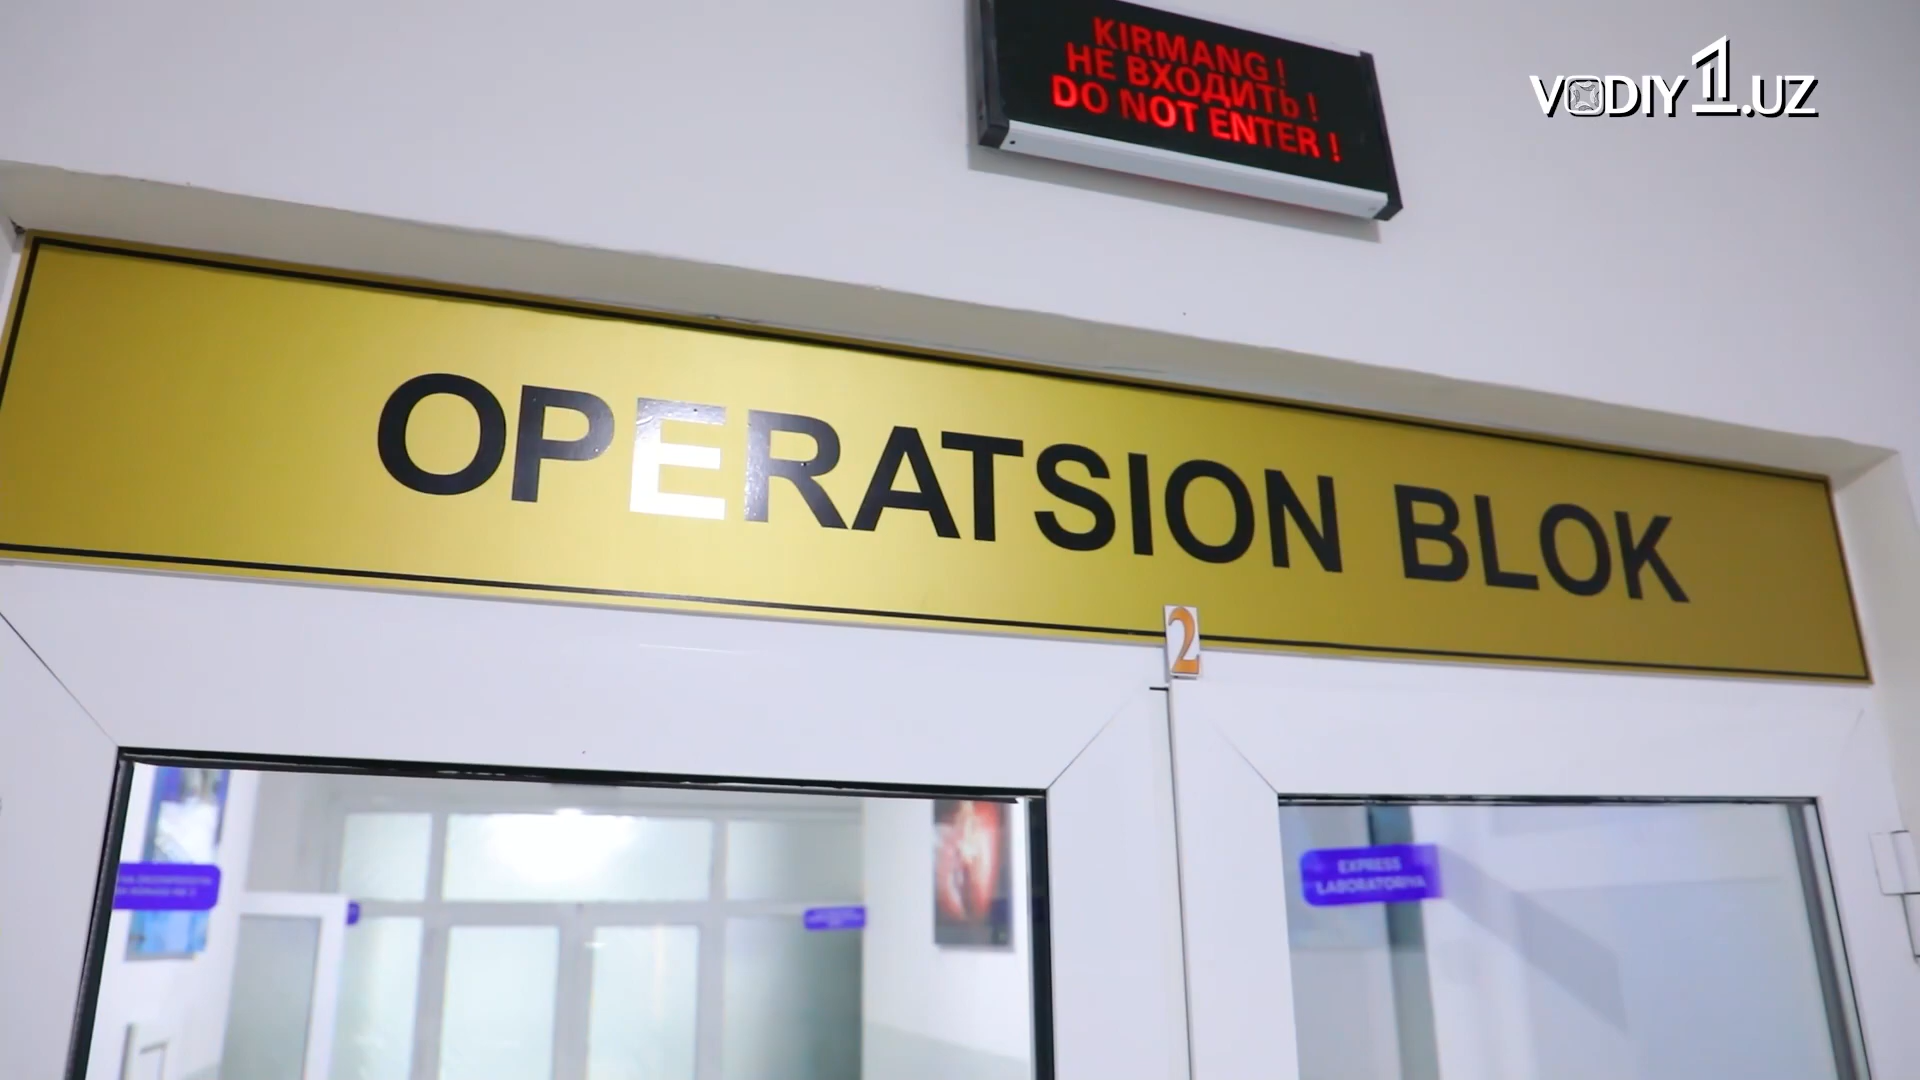 KIRMANG !
НЕ ВХОДИТЬ !
DO NOT ENTER !
VODIY1.UZ
OPERATSION BLOK
2
EXPRESS
LABORATORIYA